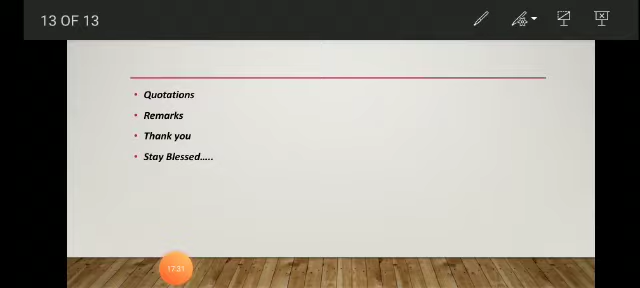 13 OF 13
Quotations
Remarks
Thank you
Stay Blessed.....
17:31